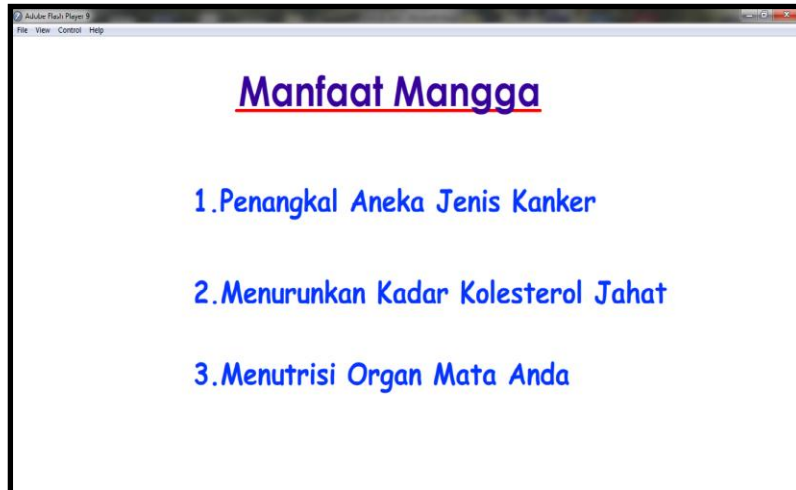 Adobe Flash Player 9
File View Control Help
Manfaat Mangga
1.Penangkal Aneka Jenis Kanker
2.Menurunkan Kadar Kolesterol Jahat
3.Menutrisi Organ Mata Anda